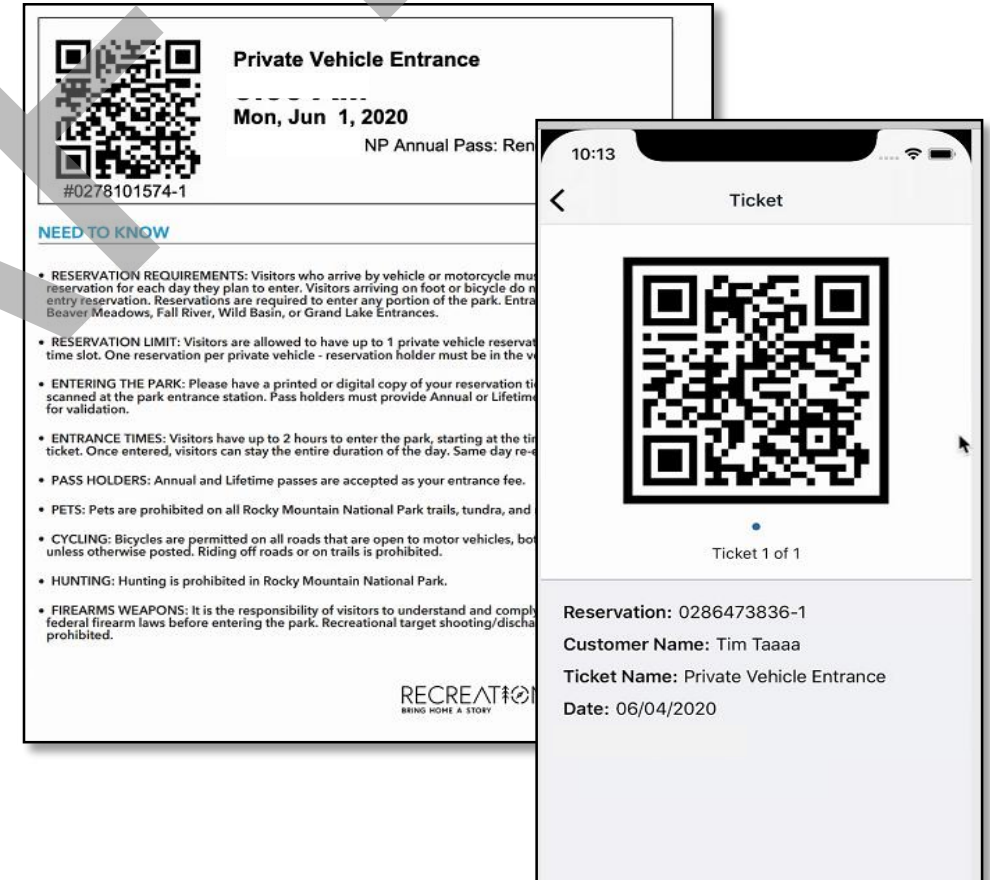 Private Vehicle Entrance
Mon, Jun 1, 2020
NP Annual Pass: Ren
#0278101574-1
NEED TO KNOW
• RESERVATION REQUIREMENTS: Visitors who arrive by vehicle or motorcycle mus
reservation for each day they plan to enter. Visitors arriving on foot or bicycle do n
entry reservation. Reservations are required to enter any portion of the park. Entra
Beaver Meadows, Fall River, Wild Basin, or Grand Lake Entrances.
• RESERVATION LIMIT: Visitors are allowed to have up to 1 private vehicle reservat
time slot. One reservation per private vehicle - reservation holder must be in the v
• ENTERING THE PARK: Please have a printed or digital copy of your reservation ti
scanned at the park entrance station. Pass holders must provide Annual or Lifetim
for validation.
• ENTRANCE TIMES: Visitors have up to 2 hours to enter the park, starting at the ti
ticket. Once entered, visitors can stay the entire duration of the day. Same day re-e
• PASS HOLDERS: Annual and Lifetime passes are accepted as your entrance fee.
• PETS: Pets are prohibited on all Rocky Mountain National Park trails, tundra, and
• CYCLING: Bicycles are permitted on all roads that are open to motor vehicles, bot
unless otherwise posted. Riding off roads or on trails is prohibited.
• HUNTING: Hunting is prohibited in Rocky Mountain National Park.
• FIREARMS WEAPONS: It is the responsibility of visitors to understand and comply
federal firearm laws before entering the park. Recreational target shooting/discha
prohibited.
RECREATION
BRING HOME A STORY
10:13
Ticket
Ticket 1 of 1
Reservation: 0286473836-1
Customer Name: Tim Taaaa
Ticket Name: Private Vehicle Entrance
Date: 06/04/2020